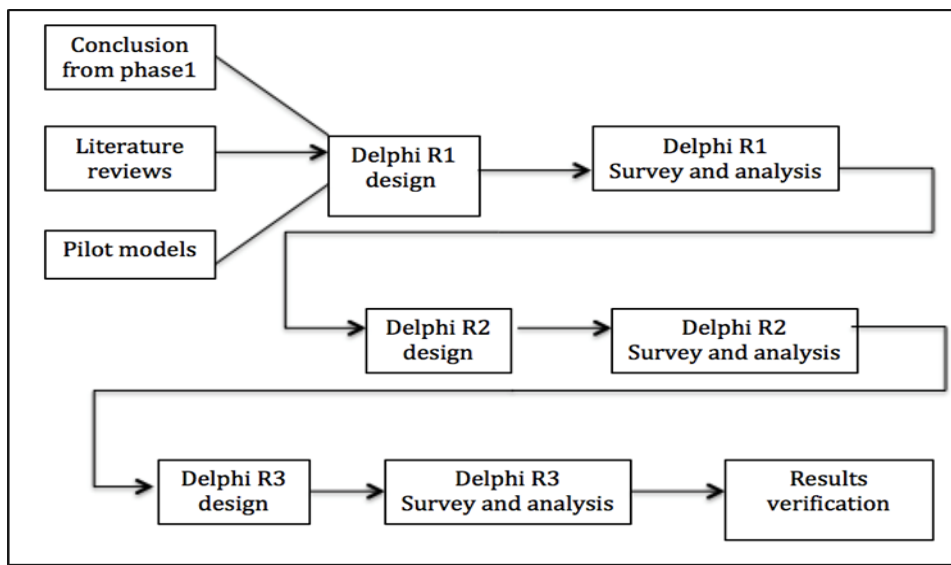 Conclusion
from phase1
Literature
reviews
Pilot models
Delphi R1
design
Delphi R1
Survey and analysis
Delphi R2
design
Delphi R2
Survey and analysis
Delphi R3
design
Delphi R3
Survey and analysis
Results
verification